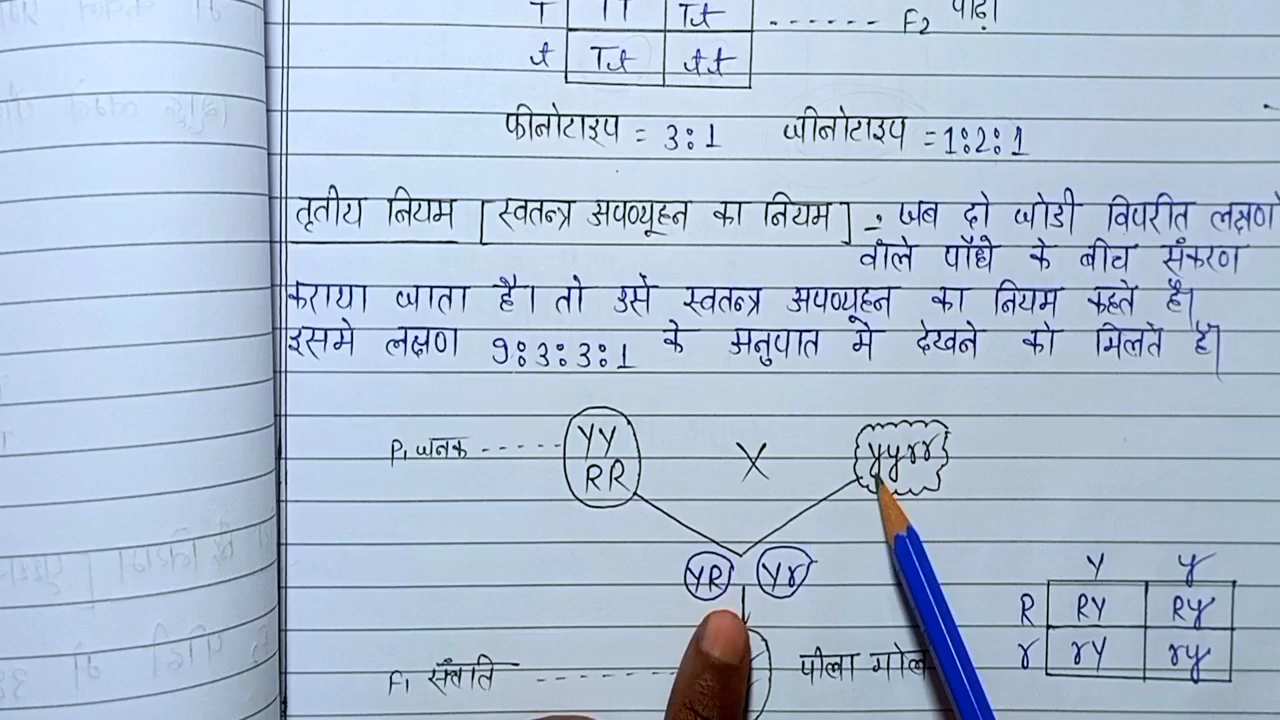 T TT Tt ------ F2 पीढ़ी
t Tt tt
फीनोटाइप = 3:1 जीनोटाइप = 1:2:1
तृतीय नियम [स्वतन्त्र अपव्यूहन का नियम] :- जब दो जोडी विपरीत लक्षणो
वाले पौधे के बीच संकरण
कराया जाता है। तो उसे स्वतन्त्र अपव्यूहन का नियम कहते है।
इसमे लक्षण 9:3:3:1 के अनुपात मे देखने को मिलते है।
P1 जनक -----
YY
RR
X
yyrr
YR Yr
Y y
R RY Ry
r rY ry
F1 संतति --------- पीला गोल